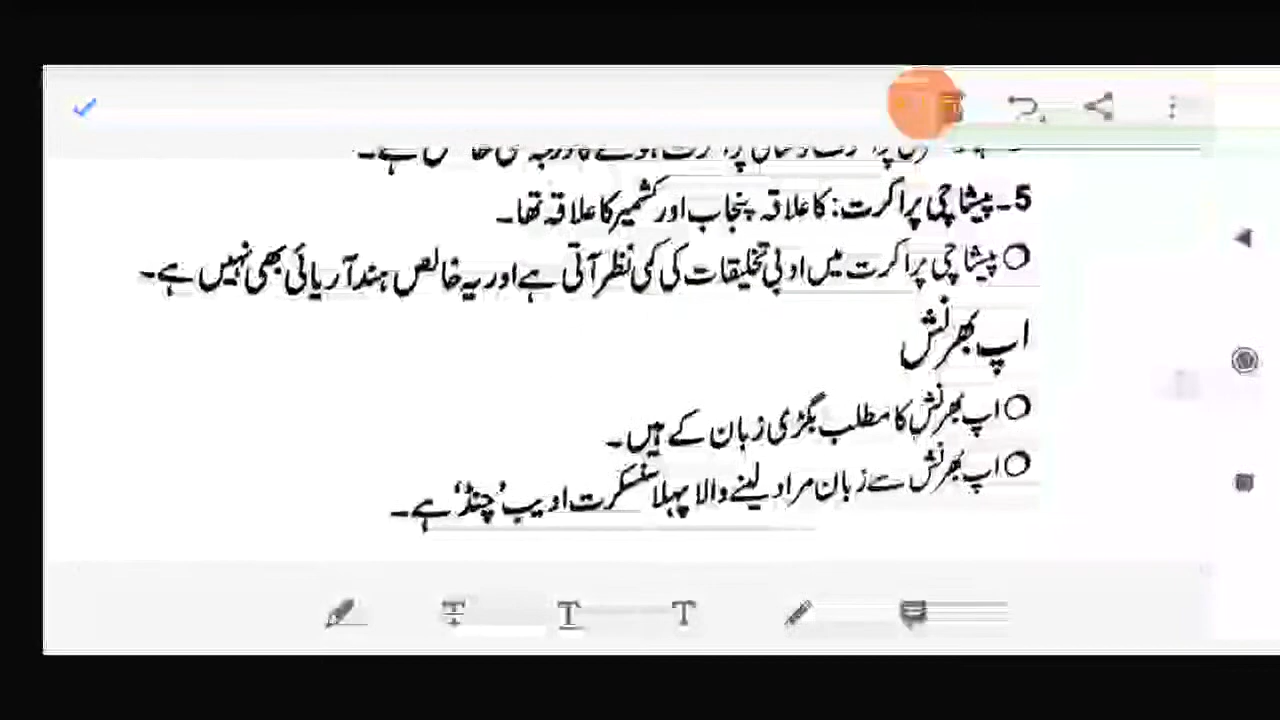 5۔ پیشاچی پراکرت: کا علاقہ پنجاب اور کشمیر کا علاقہ تھا۔
پیشاچی پراکرت میں ادبی تخلیقات کی کمی نظر آتی ہے اور یہ خالص ہند آریائی بھی نہیں ہے۔
اپ بھرنش
اپ بھرنش کا مطلب بگڑی زبان کے ہیں۔
اپ بھرنش سے زبان مراد لینے والا پہلا سنسکرت ادیب 'چنڈ' ہے۔